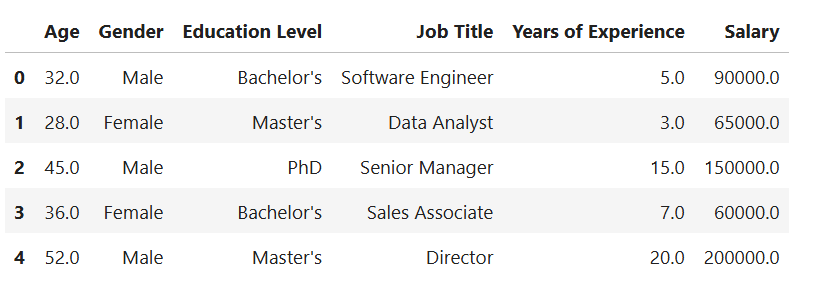 Age Gender Education Level Job Title Years of Experience Salary
0 32.0 Male Bachelor's Software Engineer 5.0 90000.0
1 28.0 Female Master's Data Analyst 3.0 65000.0
2 45.0 Male PhD Senior Manager 15.0 150000.0
3 36.0 Female Bachelor's Sales Associate 7.0 60000.0
4 52.0 Male Master's Director 20.0 200000.0